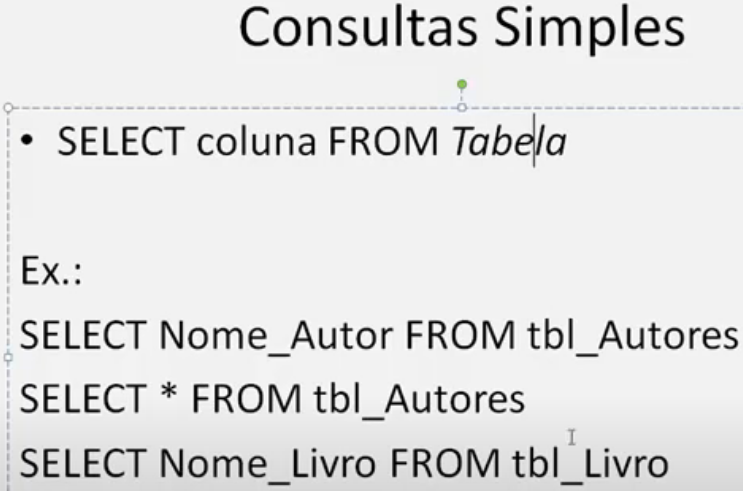 Consultas Simples
• SELECT coluna FROM Tabela
Ex.:
SELECT Nome_Autor FROM tbl_Autores
SELECT * FROM tbl_Autores
SELECT Nome_Livro FROM tbl_Livro